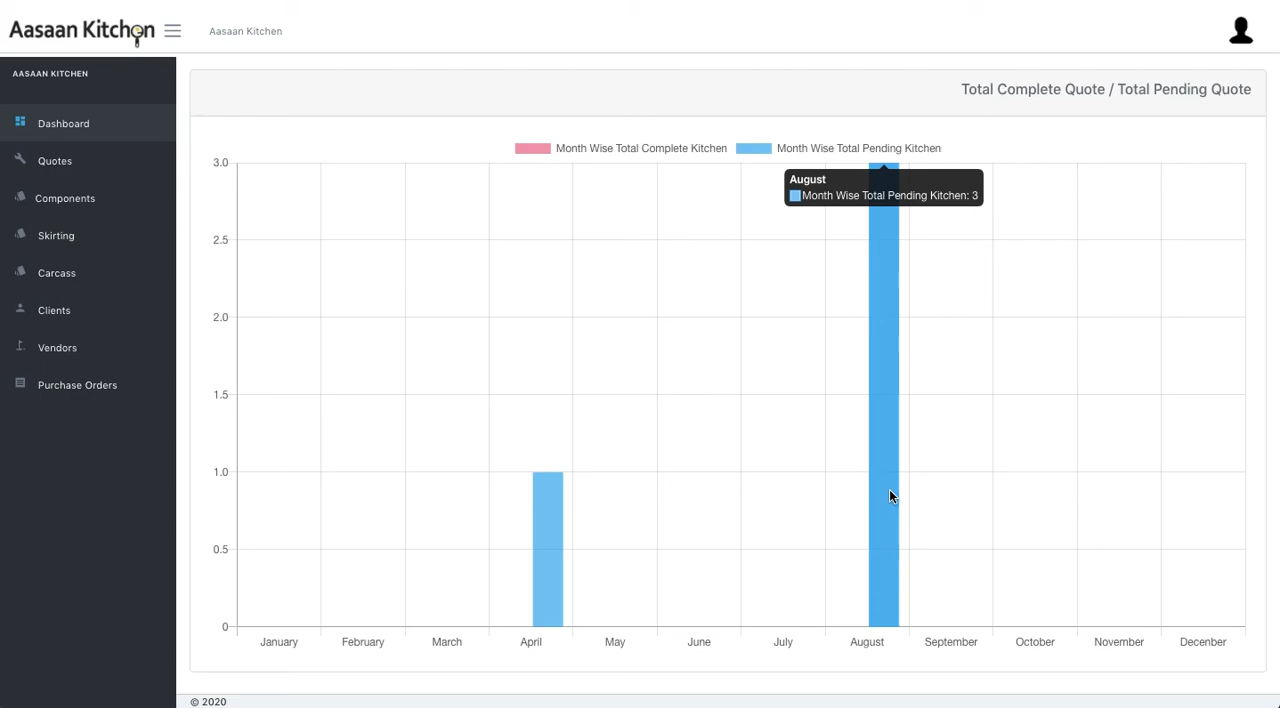 Aasaan Kitchen
Aasaan Kitchen
AASAAN KITCHEN
Dashboard
Quotes
Components
Skirting
Carcass
Clients
Vendors
Purchase Orders
Total Complete Quote / Total Pending Quote
Month Wise Total Complete Kitchen
Month Wise Total Pending Kitchen
3.0
2.5
2.0
1.5
1.0
0.5
0
August
Month Wise Total Pending Kitchen: 3
January
February
March
April
May
June
July
August
September
October
November
Decenber
© 2020